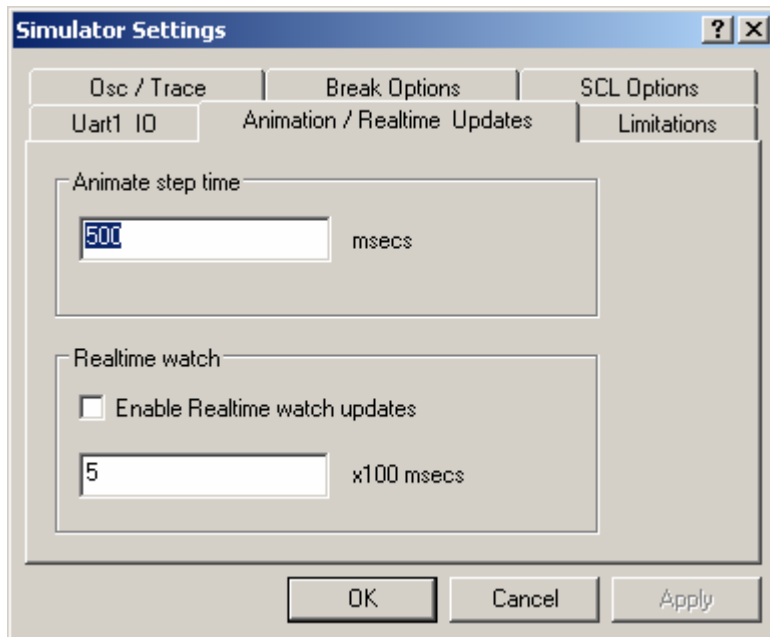 Simulator Settings
Osc / Trace
Break Options
SCL Options
Uart1 IO
Animation / Realtime Updates
Limitations
Animate step time
500
msecs
Realtime watch
Enable Realtime watch updates
5
x100 msecs
OK
Cancel
Apply